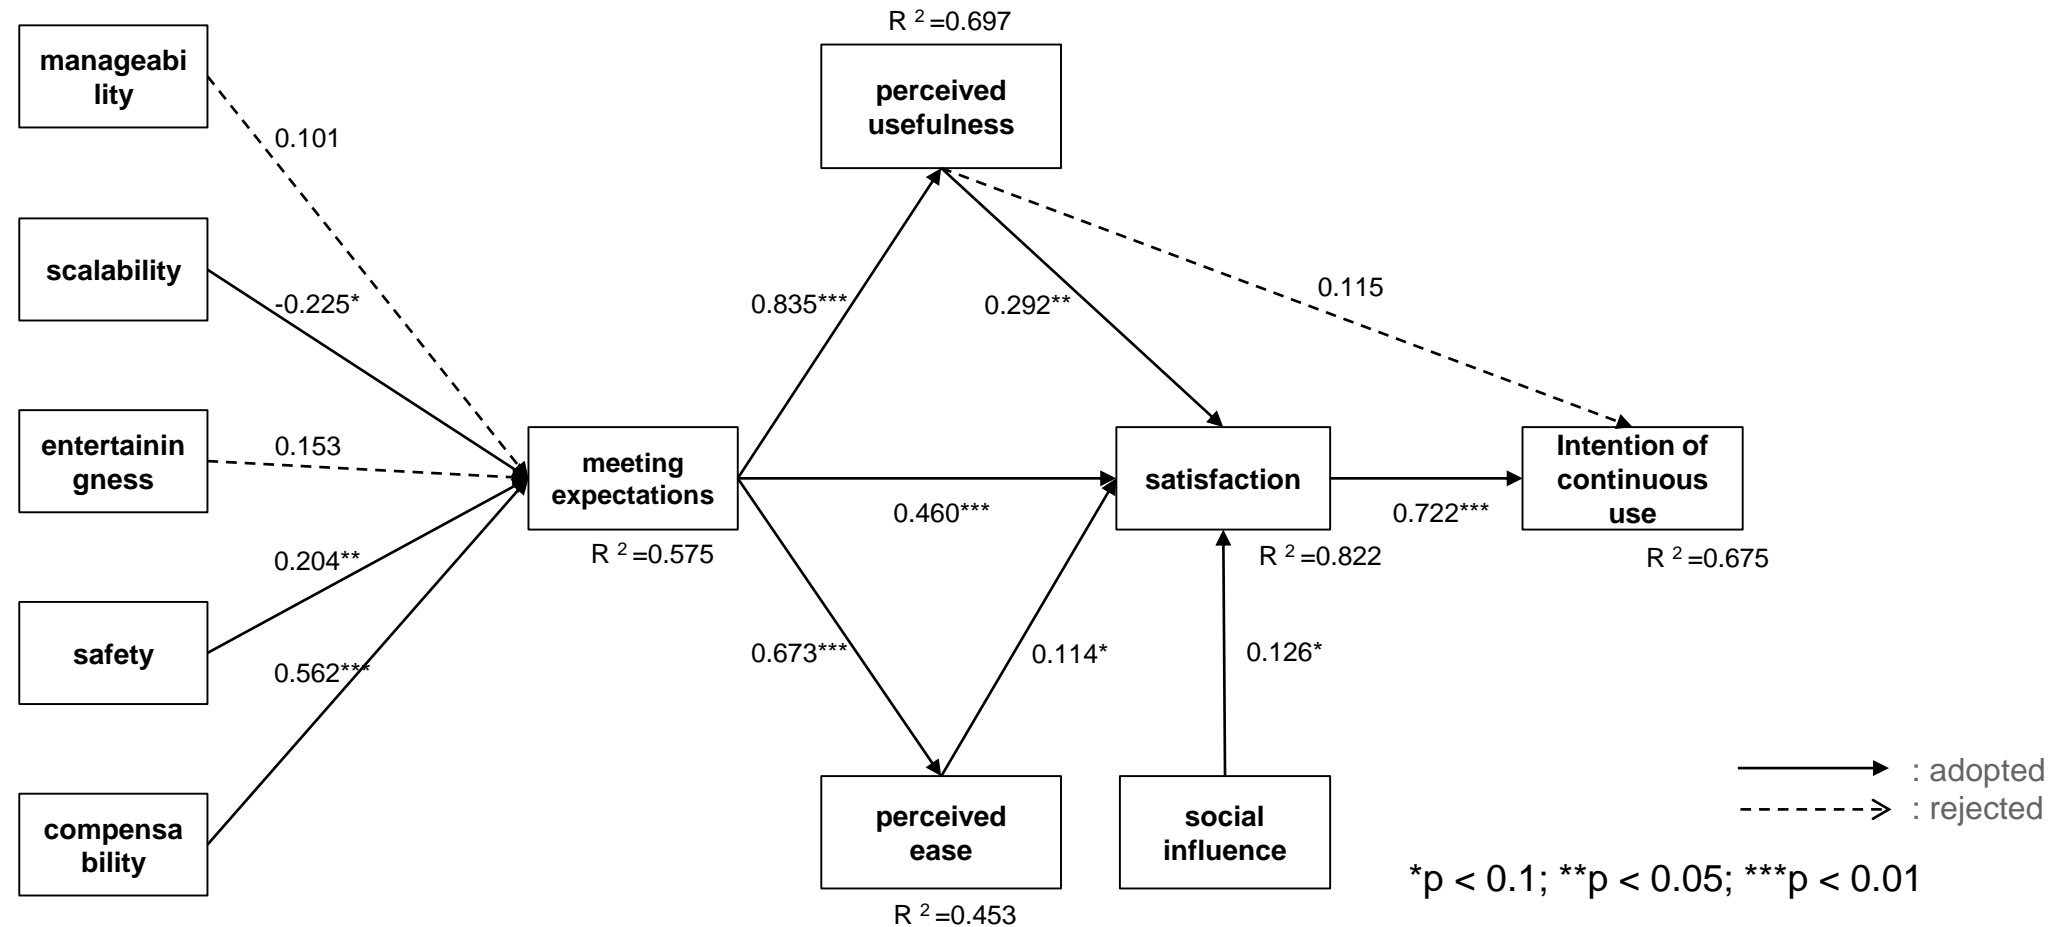 R ² =0.697
manageabi
lity
perceived
usefulness
0.101
scalability
-0.225*
0.835***
0.292**
0.115
entertainin
gness
0.153
meeting
expectations
R ² =0.575
satisfaction
R ² =0.822
Intention of
continuous
use
R ² =0.675
0.460***
0.722***
0.204**
safety
0.562***
0.673***
0.114*
0.126*
compensa
bility
perceived
ease
R ² =0.453
social
influence
: adopted
: rejected
*p < 0.1; **p < 0.05; ***p < 0.01